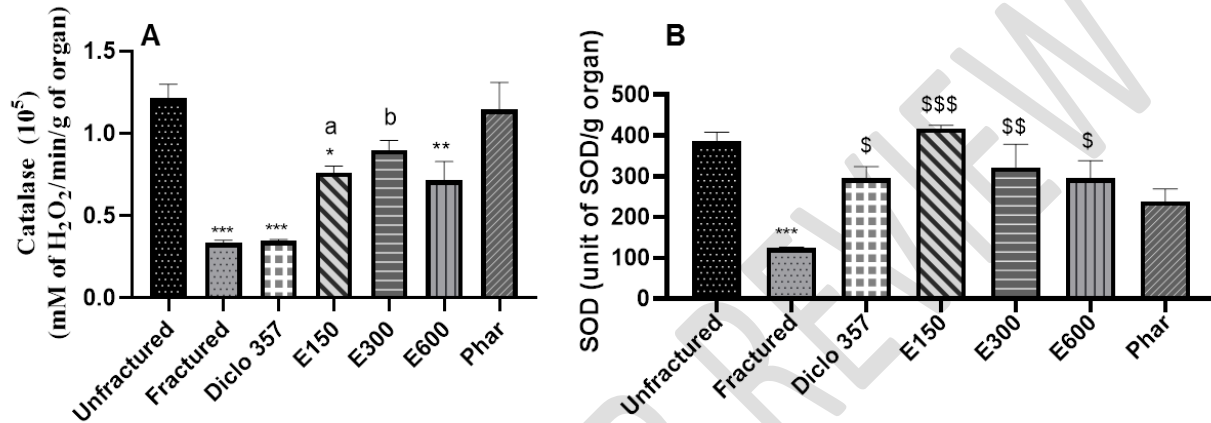 A
Catalase (10⁵)
(mM of H₂O₂/min/g of organ)
1.5
1.0
0.5
0.0
***
***
a
*
b
**
Unfractured
Fractured
Diclo 357
E150
E300
E600
Phar
B
SOD (unit of SOD/g organ)
500
400
300
200
100
0
***
$
$$$
$$
$
Unfractured
Fractured
Diclo 357
E150
E300
E600
Phar
R REVIEW